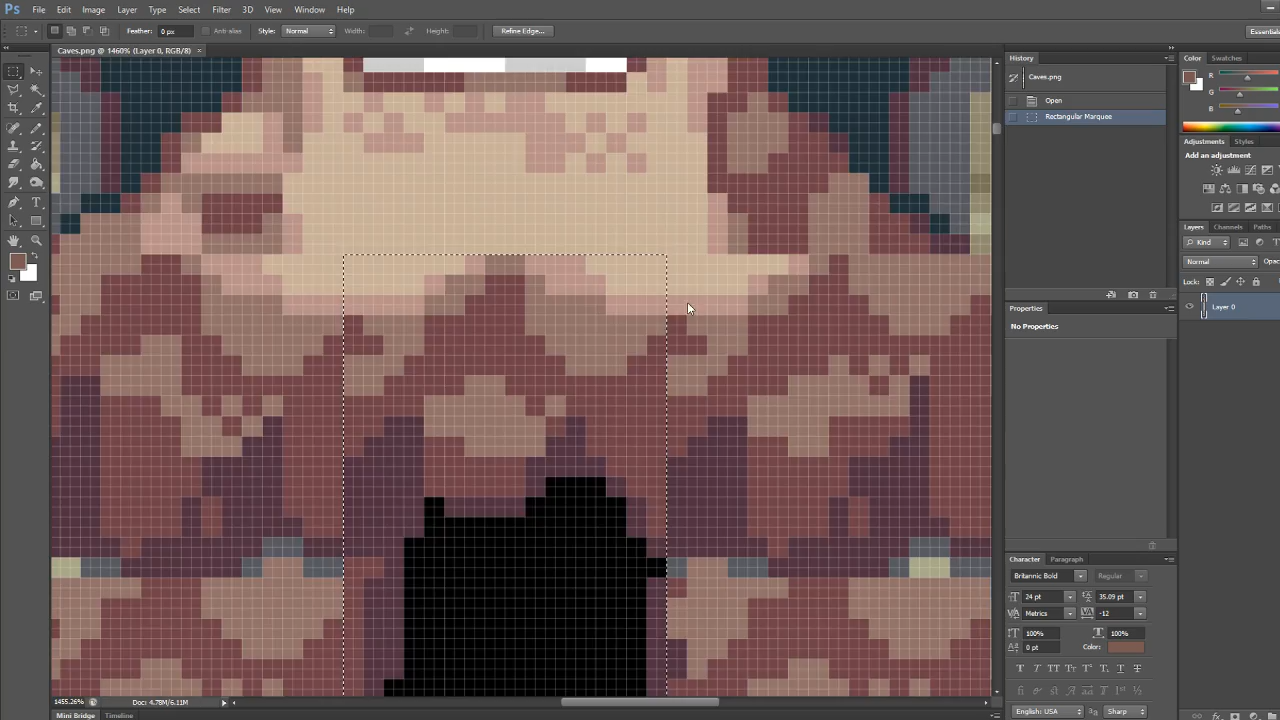 Ps File Edit Image Layer Type Select Filter 3D View Window Help
Feather: 0 px Anti-alias Style: Normal Width: Height: Refine Edge... Essentials
Caves.png @ 1460% (Layer 0, RGB/8) ×
History
Caves.png
Open
Rectangular Marquee
Color Swatches
R
G
B
Adjustments Styles
Add an adjustment
Layers Channels Paths
Kind
Normal
Lock:
Layer 0
Properties
No Properties
Character Paragraph
Britannic Bold Regular
24 pt 35.09 pt
Metrics -12
100% 100%
0 pt Color:
English: USA Sharp
1455.26% Doc: 4.78M/6.11M
Mini Bridge Timeline